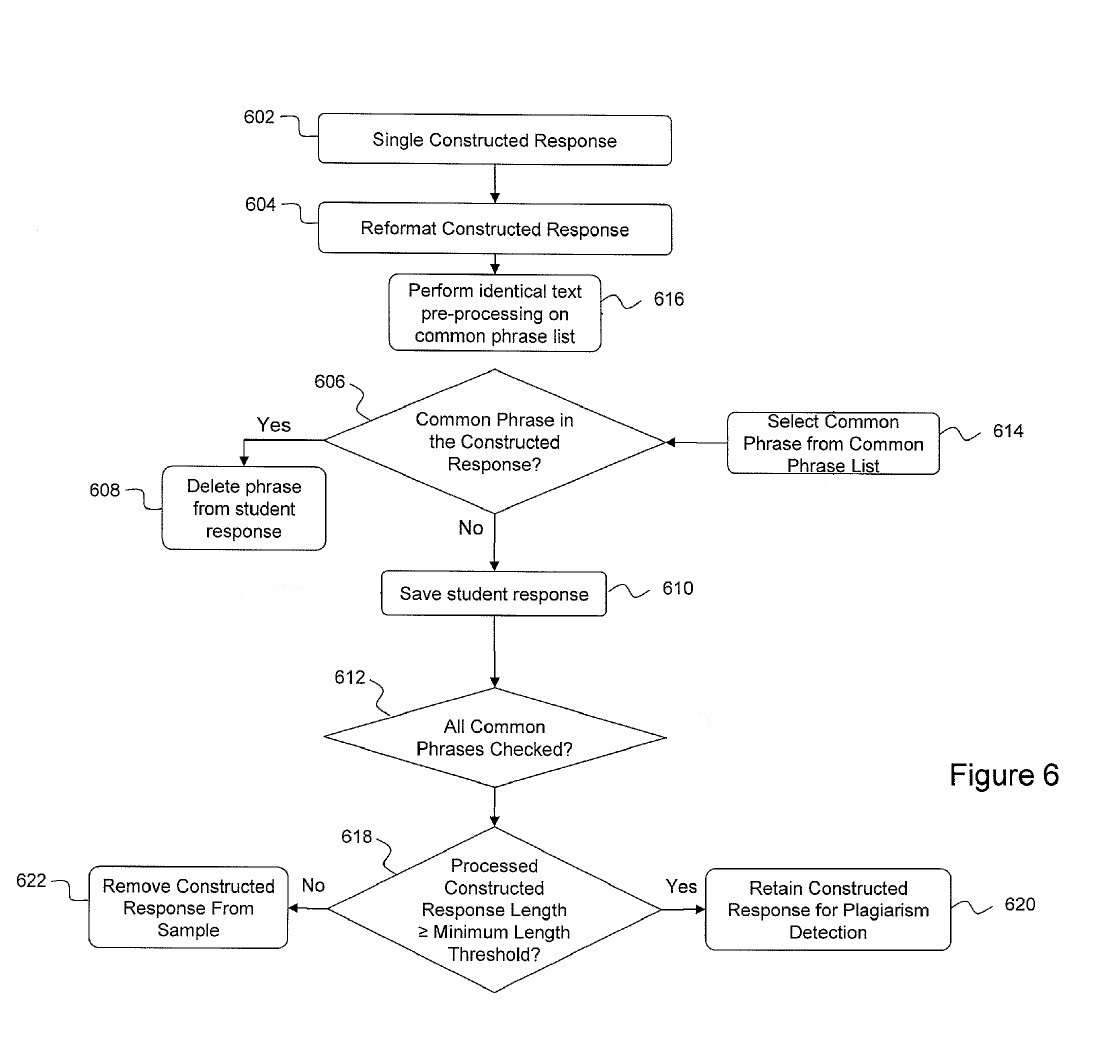 602
Single Constructed Response
604
Reformat Constructed Response
Perform identical text
pre-processing on
common phrase list
616
606
Common Phrase in
the Constructed
Response?
Yes
Select Common
Phrase from Common
Phrase List
614
608
Delete phrase
from student
response
No
Save student response
610
612
All Common
Phrases Checked?
Figure 6
618
Processed
Constructed
Response Length
≥ Minimum Length
Threshold?
622
Remove Constructed
Response From
Sample
No
Yes
Retain Constructed
Response for Plagiarism
Detection
620